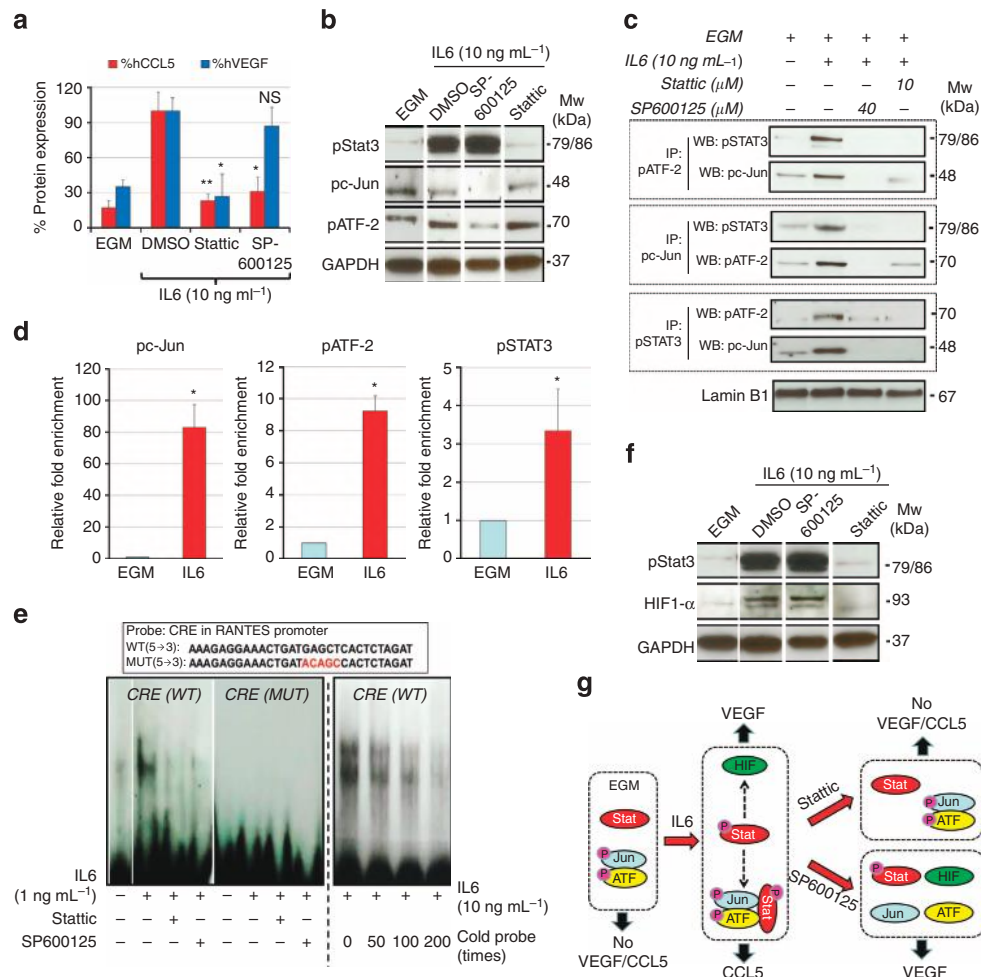 a
%hCCL5 %hVEGF
% Protein expression
120
90
60
30
0
** * * NS
EGM DMSO Stattic SP-600125
IL6 (10 ng ml−1)
b
IL6 (10 ng mL−1)
EGM DMSO SP-600125 Stattic Mw (kDa)
pStat3 79/86
pc-Jun 48
pATF-2 70
GAPDH 37
c
EGM + + + +
IL6 (10 ng mL−1) – + + +
Stattic (µM) – – – 10
SP600125 (µM) – – 40 –
Mw (kDa)
IP: pATF-2
WB: pSTAT3 79/86
WB: pc-Jun 48
IP: pc-Jun
WB: pSTAT3 79/86
WB: pATF-2 70
IP: pSTAT3
WB: pATF-2 70
WB: pc-Jun 48
Lamin B1 67
d
pc-Jun
Relative fold enrichment
120
100
80
60
40
20
0
*
EGM IL6
pATF-2
Relative fold enrichment
12
10
8
6
4
2
0
*
EGM IL6
pSTAT3
Relative fold enrichment
5
4
3
2
1
0
*
EGM IL6
e
Probe: CRE in RANTES promoter
WT(5→3): AAAGAGGAAACTGATGAGCTCACTCTAGAT
MUT(5→3): AAAGAGGAAACTGATACAGCCACTCTAGAT
CRE (WT) CRE (MUT) CRE (WT)
IL6 (1 ng mL−1) – + + + – + + +
Stattic – – + – – – + –
SP600125 – – – + – – – +
+ + + + IL6 (10 ng mL−1)
0 50 100 200 Cold probe (times)
f
IL6 (10 ng mL−1)
EGM DMSO SP-600125 Stattic Mw (kDa)
pStat3 79/86
HIF1-α 93
GAPDH 37
g
EGM
Stat
P Jun
P ATF
No VEGF/CCL5
IL6
VEGF
HIF
P Stat
P Jun
P ATF
P Stat
CCL5
Stattic
No VEGF/CCL5
Stat
P Jun
P ATF
SP600125
P Stat HIF
Jun ATF
VEGF